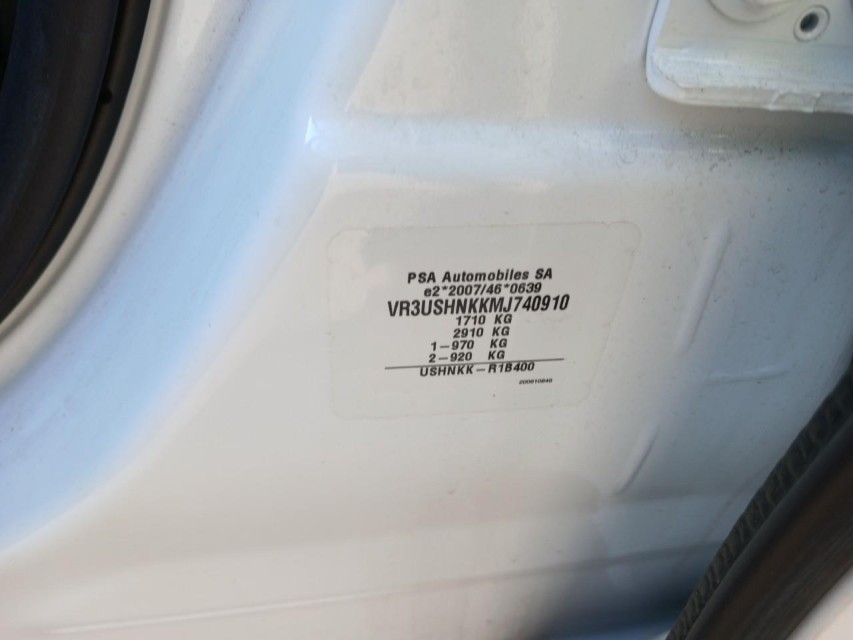 PSA Automobiles SA
e2*2007/46*0639
VR3USHNKKMJ740910
1710 KG
2910 KG
1-970 KG
2-920 KG
USHNKK-R1B400